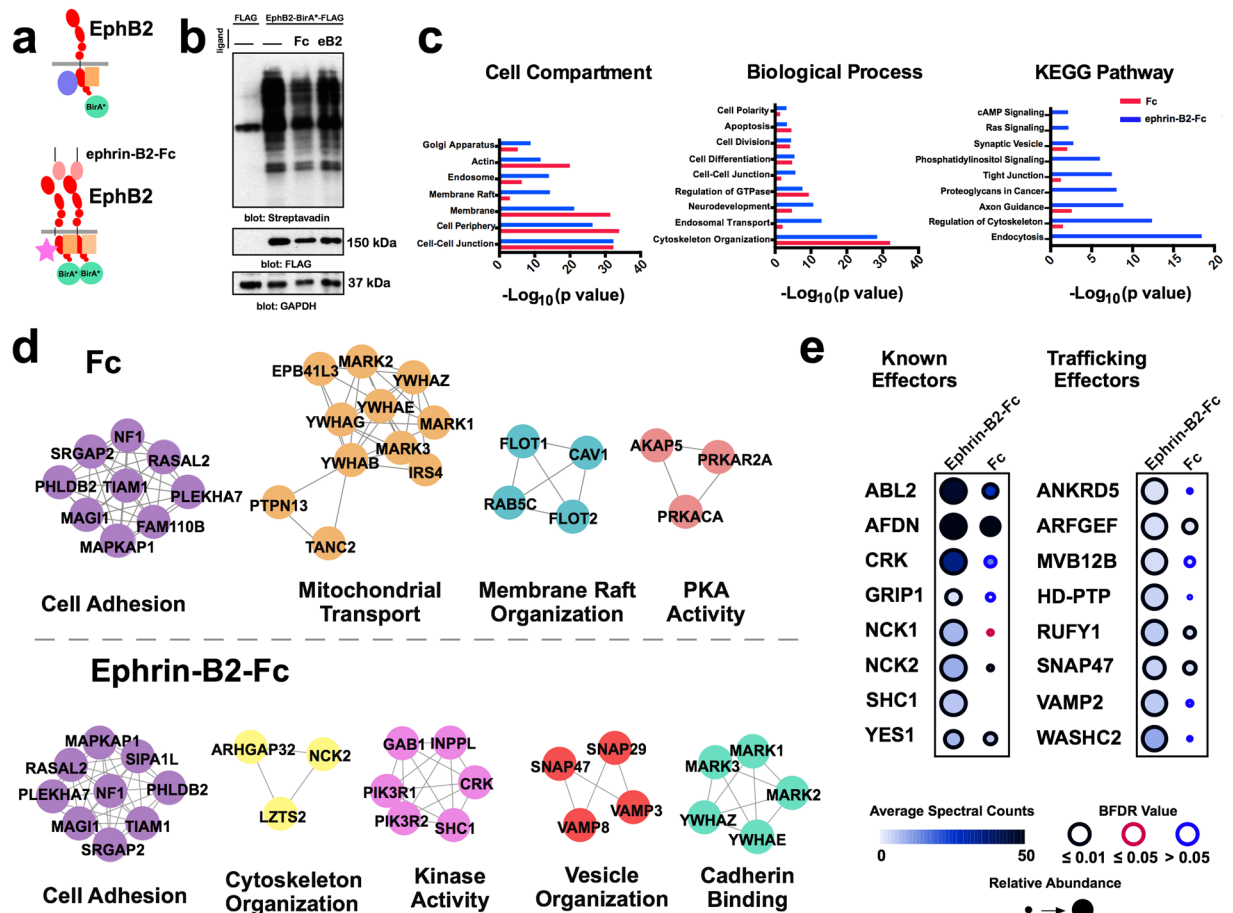 a
EphB2
BirA*
ephrin-B2-Fc
EphB2
BirA*
BirA*
b
FLAG
EphB2-BirA*-FLAG
ligand
—
—
Fc
eB2
blot: Streptavadin
150 kDa
blot: FLAG
37 kDa
blot: GAPDH
c
Cell Compartment
Golgi Apparatus
Actin
Endosome
Membrane Raft
Membrane
Cell Periphery
Cell-Cell Junction
0
10
20
30
40
-Log10(p value)
Biological Process
Cell Polarity
Apoptosis
Cell Division
Cell Differentiation
Cell-Cell Junction
Regulation of GTPase
Neurodevelopment
Endosomal Transport
Cytoskeleton Organization
0
10
20
30
40
-Log10(p value)
KEGG Pathway
Fc
ephrin-B2-Fc
cAMP Signaling
Ras Signaling
Synaptic Vesicle
Phosphatidylinositol Signaling
Tight Junction
Proteoglycans in Cancer
Axon Guidance
Regulation of Cytoskeleton
Endocytosis
0
5
10
15
20
-Log10(p value)
d
Fc
NF1
SRGAP2
RASAL2
PHLDB2
TIAM1
PLEKHA7
MAGI1
FAM110B
MAPKAP1
Cell Adhesion
EPB41L3
MARK2
YWHAZ
YWHAE
YWHAG
MARK1
MARK3
YWHAB
IRS4
PTPN13
TANC2
Mitochondrial
Transport
FLOT1
CAV1
RAB5C
FLOT2
Membrane Raft
Organization
AKAP5
PRKAR2A
PRKACA
PKA
Activity
Ephrin-B2-Fc
MAPKAP1
SIPA1L
RASAL2
PLEKHA7
NF1
PHLDB2
MAGI1
TIAM1
SRGAP2
Cell Adhesion
ARHGAP32
NCK2
LZTS2
Cytoskeleton
Organization
GAB1
INPPL
PIK3R1
CRK
PIK3R2
SHC1
Kinase
Activity
SNAP29
SNAP47
VAMP3
VAMP8
Vesicle
Organization
MARK1
MARK3
MARK2
YWHAZ
YWHAE
Cadherin
Binding
e
Known
Effectors
Ephrin-B2-Fc
Fc
ABL2
AFDN
CRK
GRIP1
NCK1
NCK2
SHC1
YES1
Trafficking
Effectors
Ephrin-B2-Fc
Fc
ANKRD5
ARFGEF
MVB12B
HD-PTP
RUFY1
SNAP47
VAMP2
WASHC2
Average Spectral Counts
0
50
BFDR Value
≤ 0.01
≤ 0.05
> 0.05
Relative Abundance